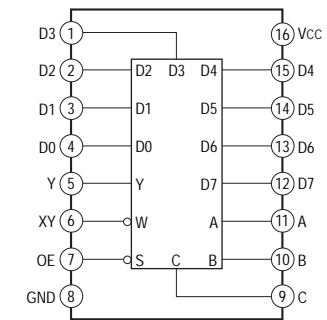 D3 1 16 VCC
D2 2 D2 D3 D4 15 D4
D1 3 D1 D5 14 D5
D0 4 D0 D6 13 D6
Y 5 Y D7 12 D7
XY 6 W A 11 A
OE 7 S C B 10 B
GND 8 9 C